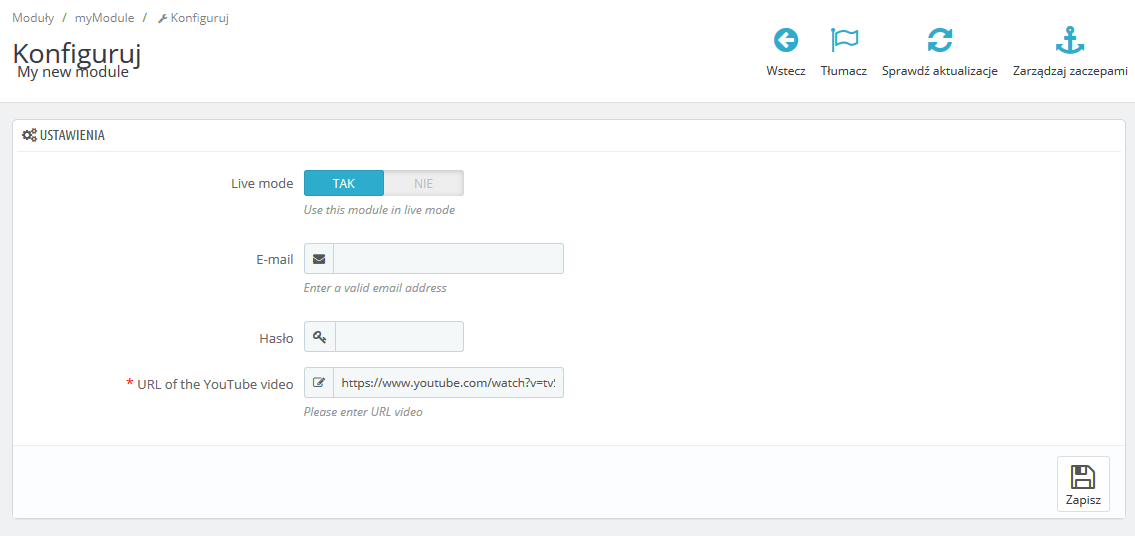 Moduły / myModule / Konfiguruj
Konfiguruj
My new module
Wstecz Tłumacz Sprawdź aktualizacje Zarządzaj zaczepami
USTAWIENIA
Live mode TAK NIE
Use this module in live mode
E-mail
Enter a valid email address
Hasło
* URL of the YouTube video https://www.youtube.com/watch?v=tv
Please enter URL video
Zapisz